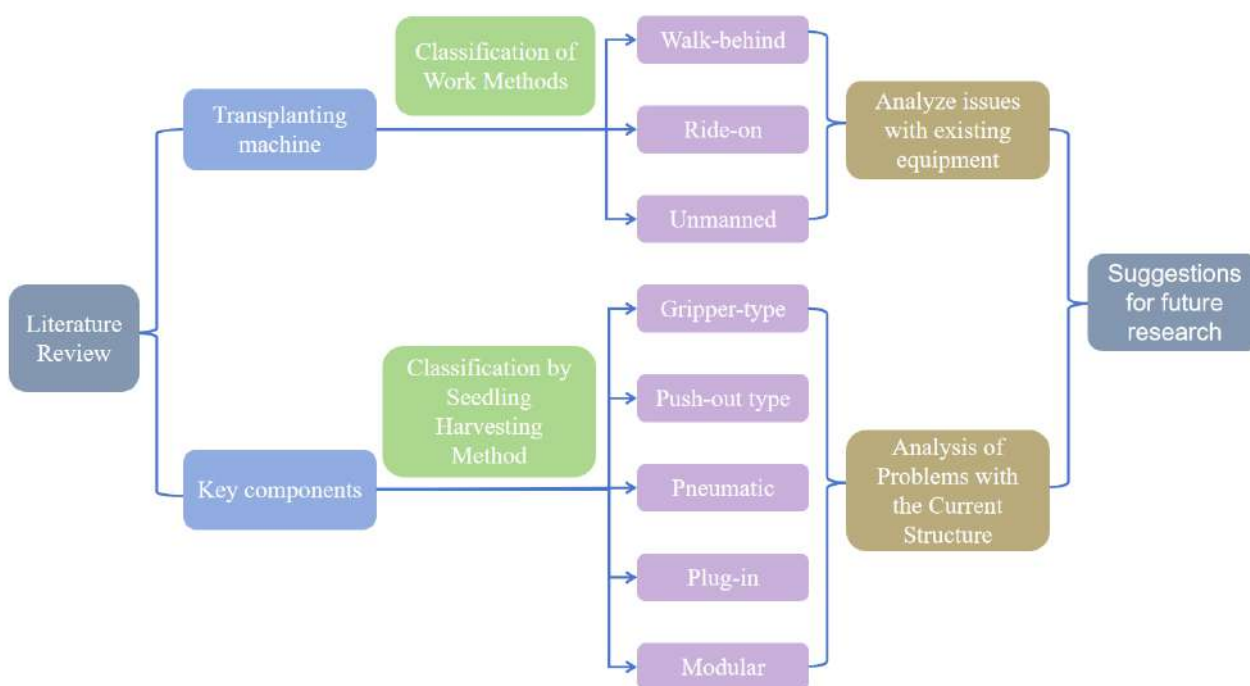 Literature
Review
Transplanting
machine
Key components
Classification of
Work Methods
Classification by
Seedling
Harvesting
Method
Walk-behind
Ride-on
Unmanned
Gripper-type
Push-out type
Pneumatic
Plug-in
Modular
Analyze issues
with existing
equipment
Analysis of
Problems with
the Current
Structure
Suggestions
for future
research